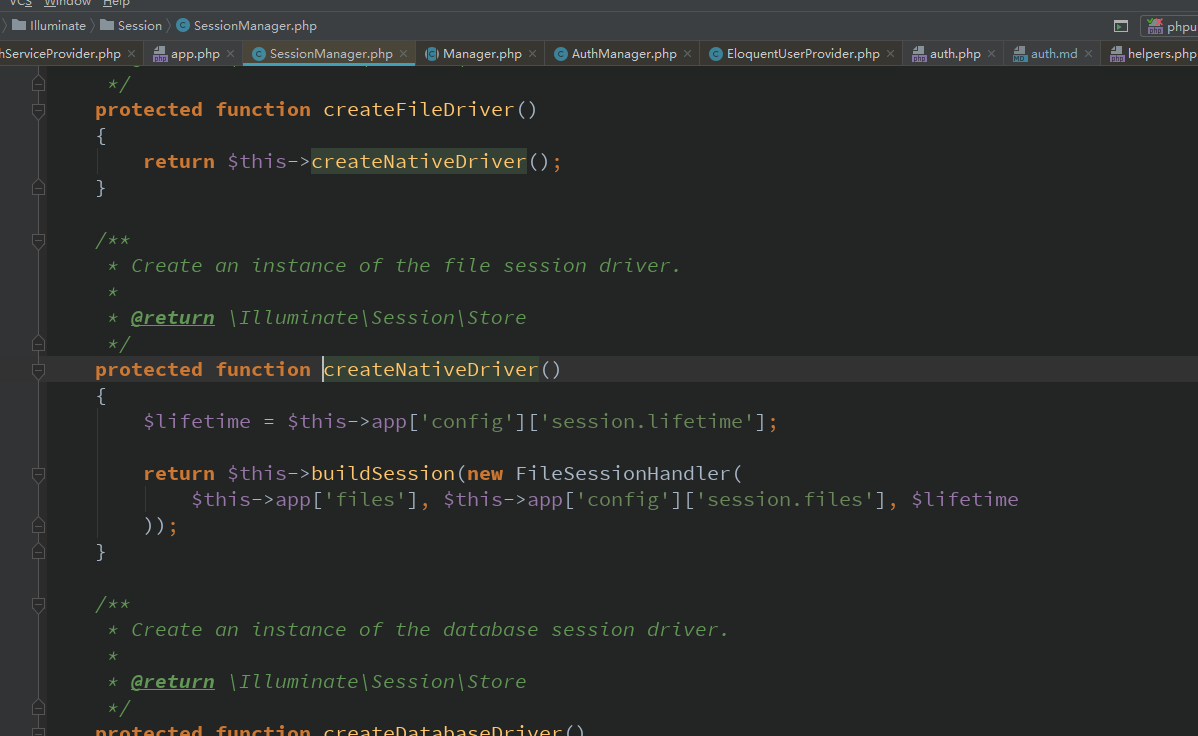 VCS Window Help
Illuminate Session SessionManager.php phpu
hServiceProvider.php app.php SessionManager.php Manager.php AuthManager.php EloquentUserProvider.php auth.php auth.md helpers.php
*/
protected function createFileDriver()
{
return $this->createNativeDriver();
}
/**
* Create an instance of the file session driver.
*
* @return \Illuminate\Session\Store
*/
protected function createNativeDriver()
{
$lifetime = $this->app['config']['session.lifetime'];
return $this->buildSession(new FileSessionHandler(
$this->app['files'], $this->app['config']['session.files'], $lifetime
));
}
/**
* Create an instance of the database session driver.
*
* @return \Illuminate\Session\Store
*/
protected function createDatabaseDriver()